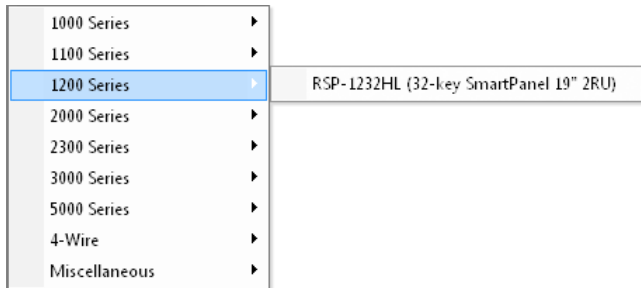 1000 Series
1100 Series
1200 Series
RSP-1232HL (32-key SmartPanel 19" 2RU)
2000 Series
2300 Series
3000 Series
5000 Series
4-Wire
Miscellaneous